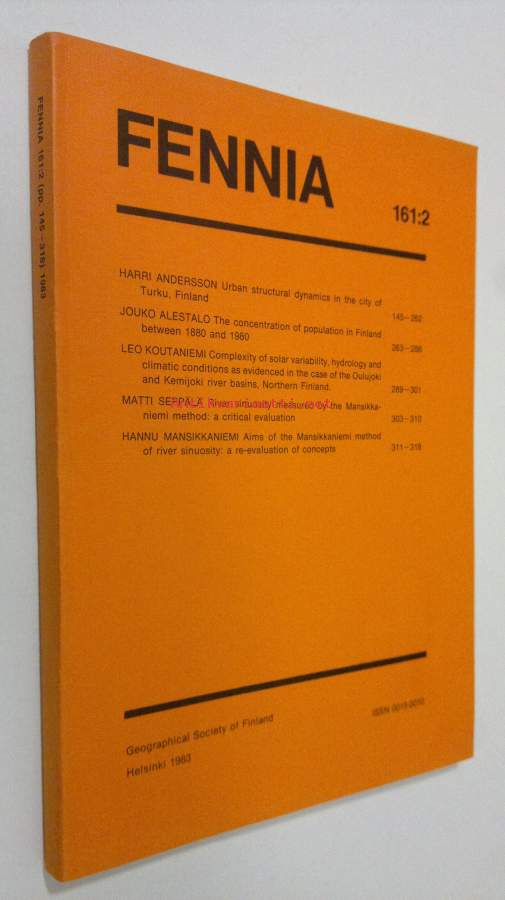 FENNIA 161:2 (pp. 145–318) 1983
FENNIA
161:2
HARRI ANDERSSON Urban structural dynamics in the city of
Turku, Finland 145–262
JOUKO ALESTALO The concentration of population in Finland
between 1880 and 1980 263–286
LEO KOUTANIEMI Complexity of solar variability, hydrology and
climatic conditions as evidenced in the case of the Oulujoki
and Kemijoki river basins, Northern Finland. 289–301
MATTI SEPPÄLÄ River sinuosity measured by the Mansikka-
niemi method: a critical evaluation 303–310
HANNU MANSIKKANIEMI Aims of the Mansikkaniemi method
of river sinuosity: a re-evaluation of concepts 311–318
Geographical Society of Finland
Helsinki 1983
ISSN 0015-0010